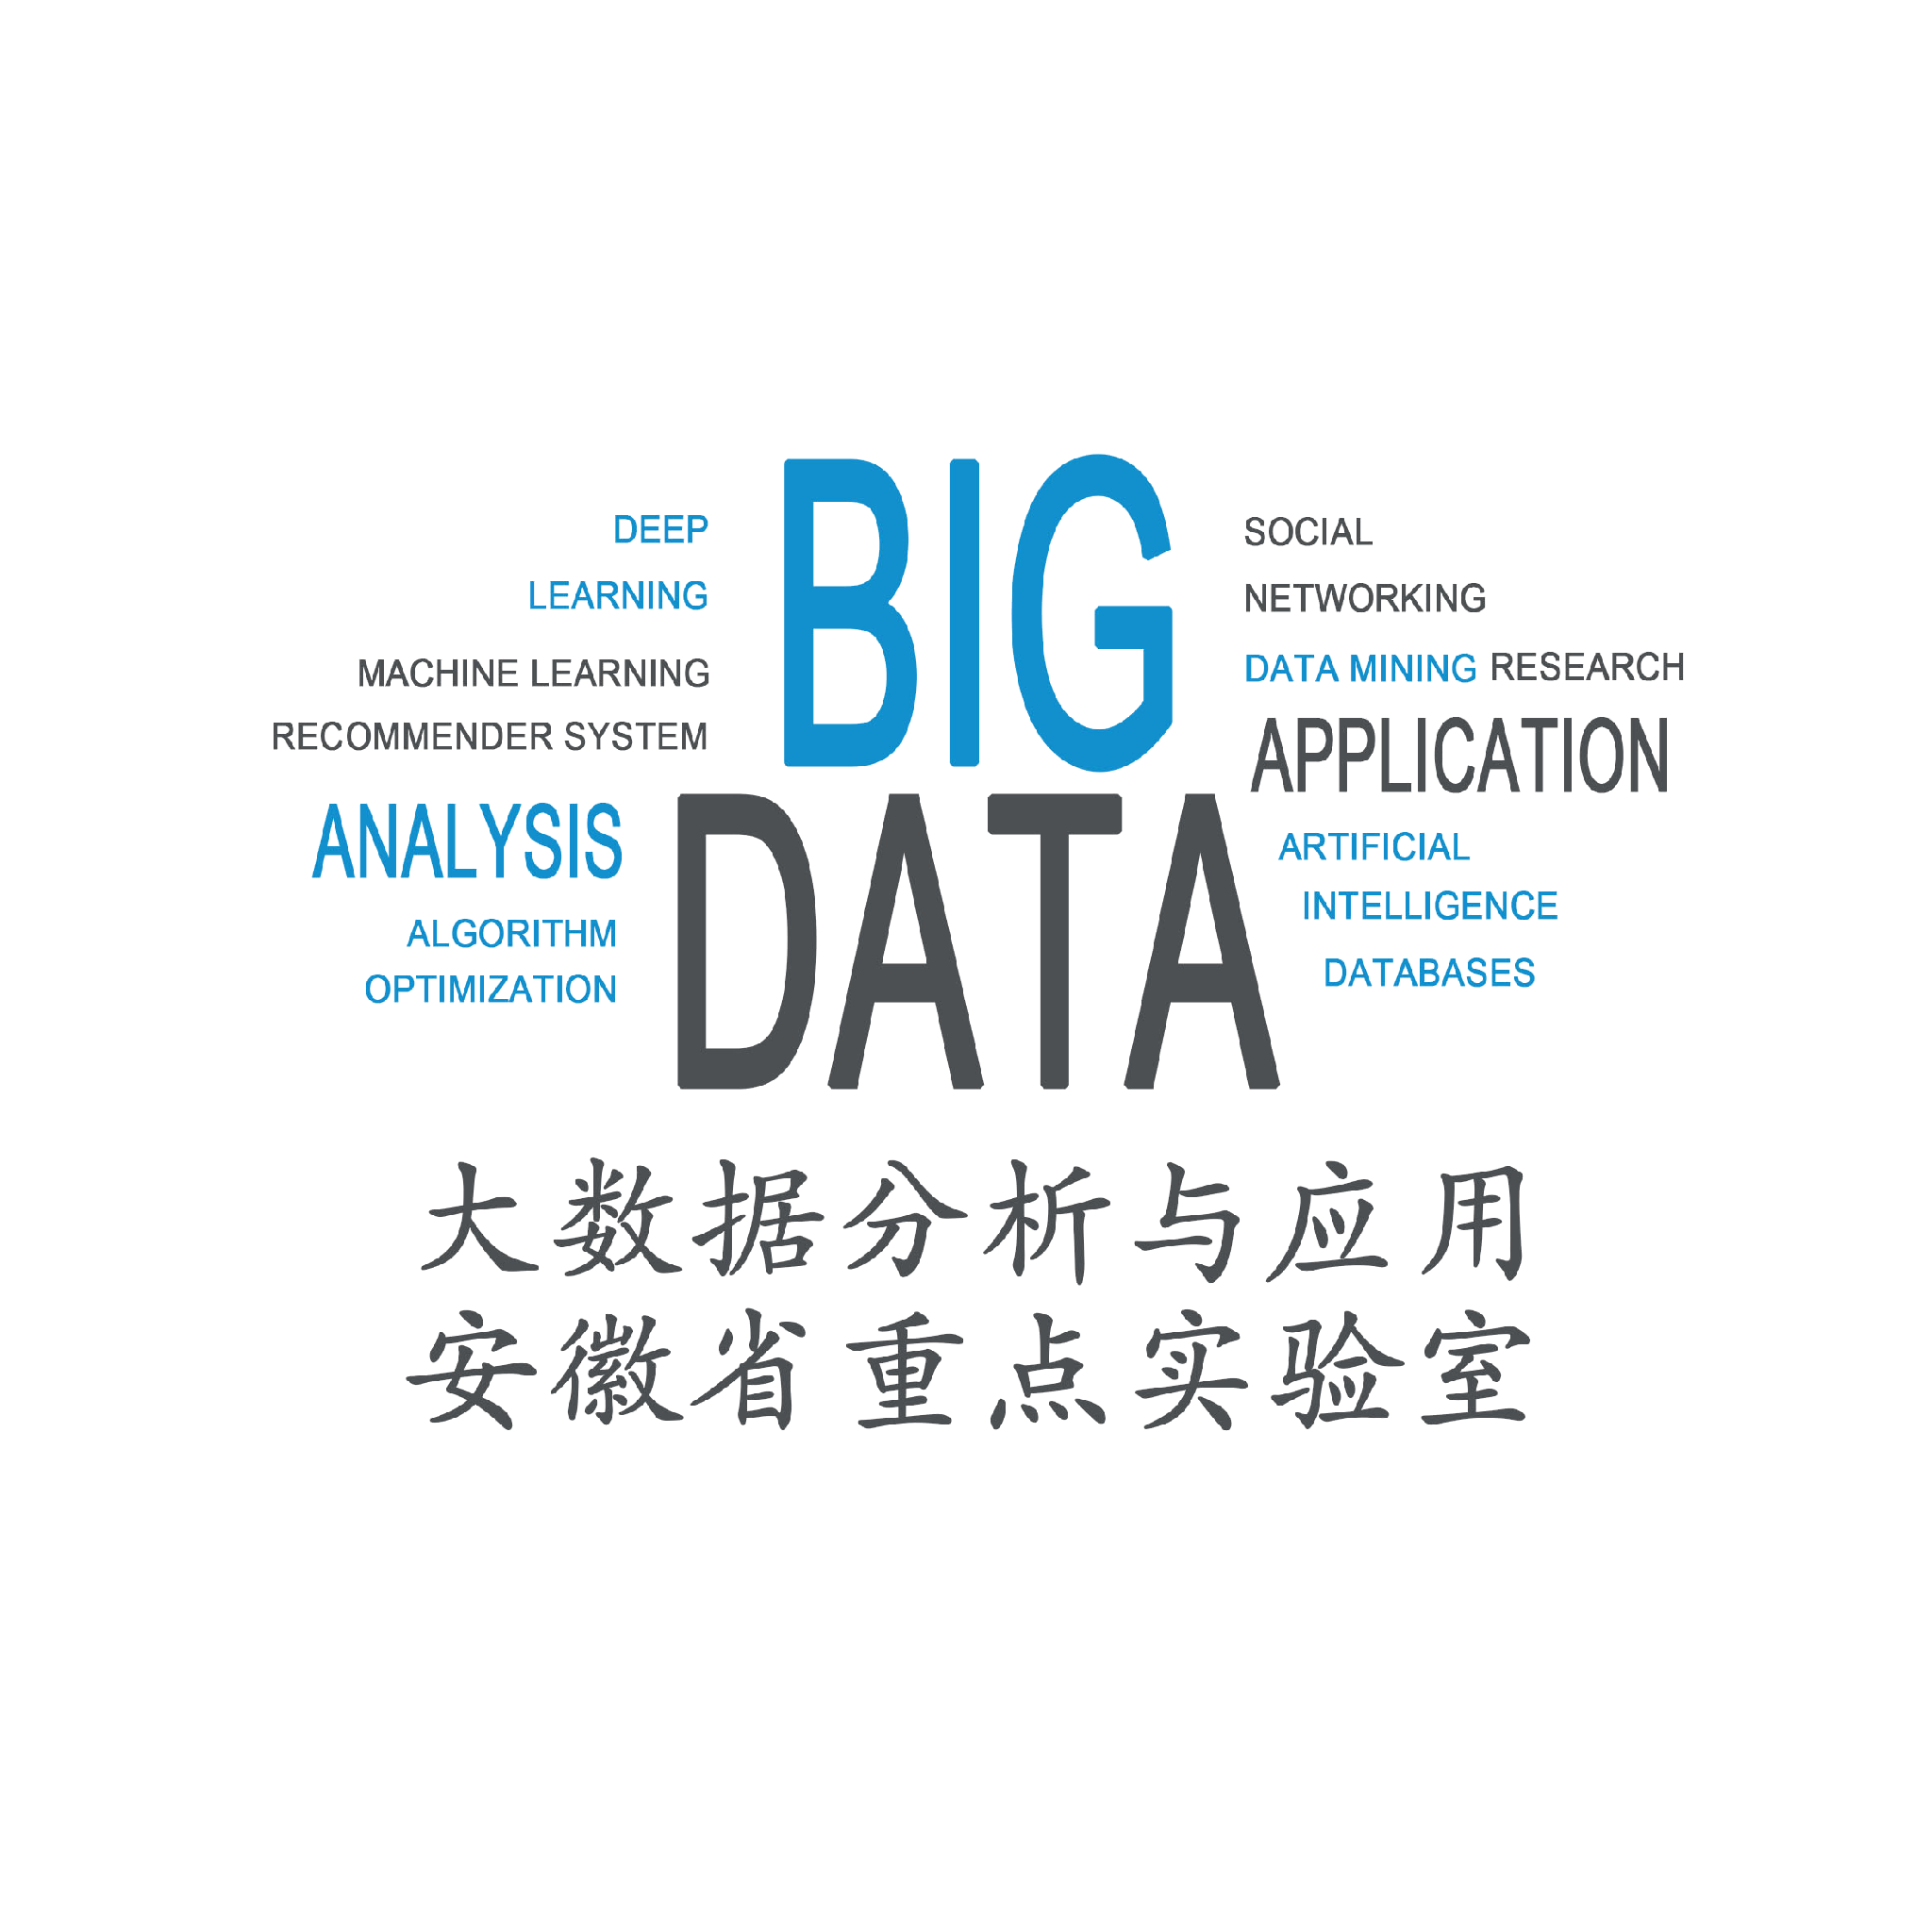 BIG
DATA
DEEP
LEARNING
MACHINE LEARNING
RECOMMENDER SYSTEM
ANALYSIS
ALGORITHM
OPTIMIZATION
SOCIAL
NETWORKING
DATA MINING RESEARCH
APPLICATION
ARTIFICIAL
INTELLIGENCE
DATABASES
大数据分析与应用
安徽省重点实验室